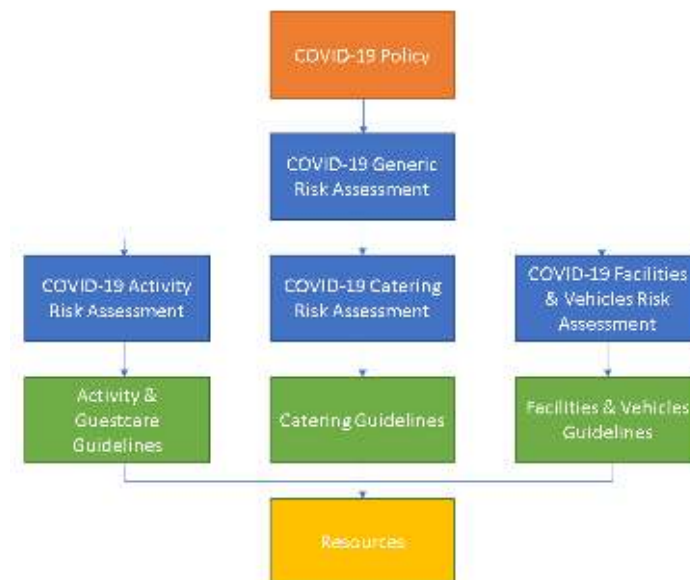 COVID-19 Policy
COVID-19 Generic
Risk Assessment
COVID-19 Activity
Risk Assessment
COVID-19 Catering
Risk Assessment
COVID-19 Facilities
& Vehicles Risk
Assessment
Activity &
Guestcare
Guidelines
Catering Guidelines
Facilities & Vehicles
Guidelines
Resources